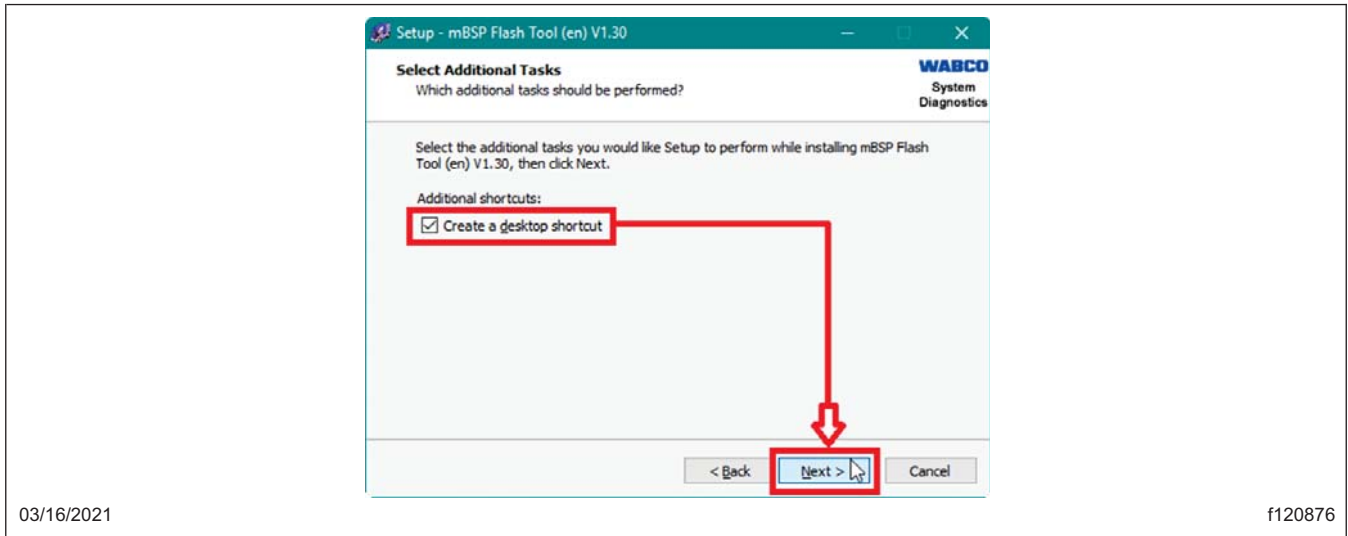 Setup - mBSP Flash Tool (en) V1.30
Select Additional Tasks
Which additional tasks should be performed?
WABCO
System
Diagnostics
Select the additional tasks you would like Setup to perform while installing mBSP Flash
Tool (en) V1.30, then click Next.
Additional shortcuts:
Create a desktop shortcut
< Back
Next >
Cancel
03/16/2021
f120876